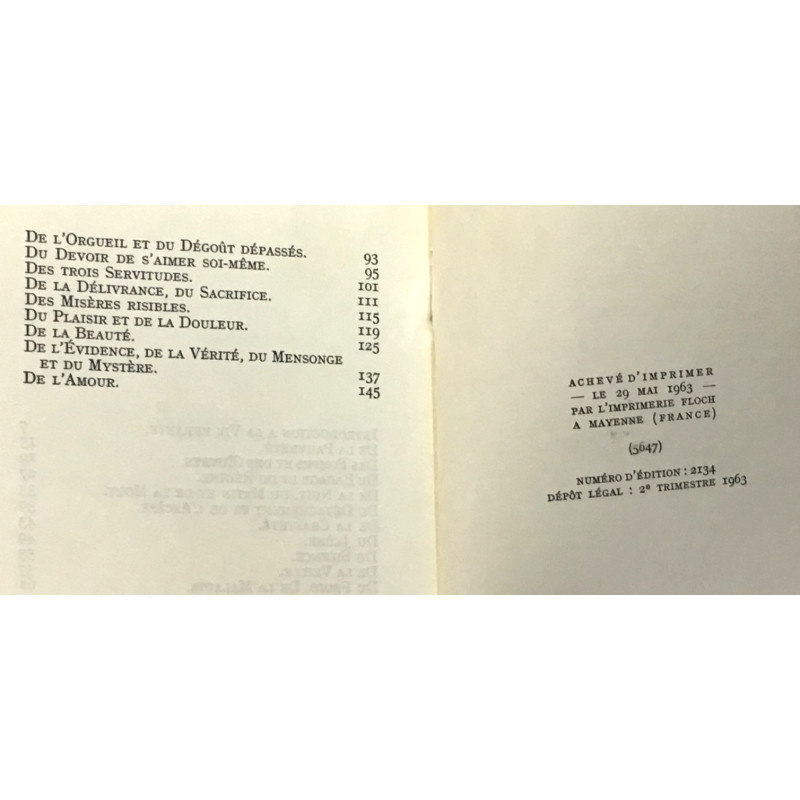 De l'Orgueil et du Dégoût dépassés. 93
Du Devoir de s'aimer soi-même. 95
Des trois Servitudes. 101
De la Délivrance, du Sacrifice. 111
Des Misères risibles. 115
Du Plaisir et de la Douleur. 119
De la Beauté. 125
De l'Évidence, de la Vérité, du Mensonge
et du Mystère. 137
De l'Amour. 145
ACHEVÉ D'IMPRIMER
— LE 29 MAI 1963 —
PAR L'IMPRIMERIE FLOCH
A MAYENNE (FRANCE)
(5647)
NUMÉRO D'ÉDITION : 2134
DÉPÔT LÉGAL : 2e TRIMESTRE 1963